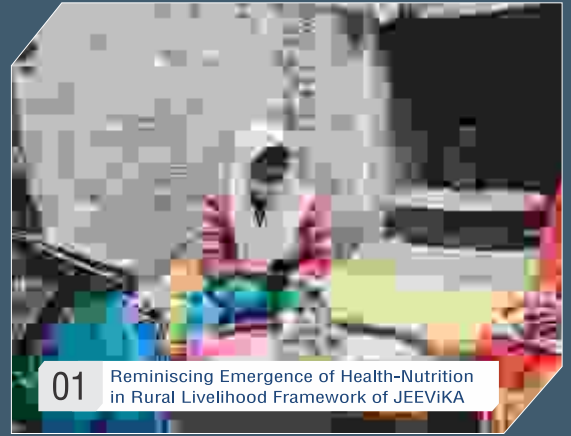 01
Reminiscing Emergence of Health-Nutrition
in Rural Livelihood Framework of JEEViKA